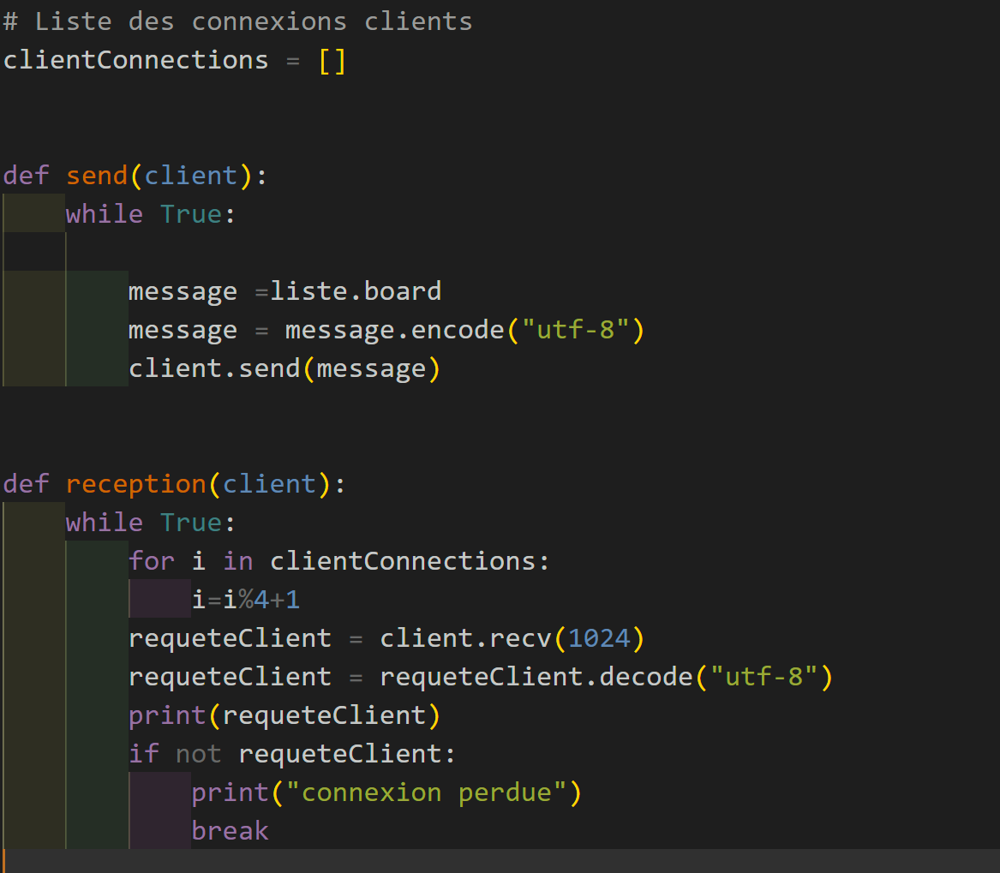 # Liste des connexions clients
clientConnections = []
def send(client):
    while True:
        message =liste.board
        message = message.encode("utf-8")
        client.send(message)
def reception(client):
    while True:
        for i in clientConnections:
            i=i%4+1
        requeteClient = client.recv(1024)
        requeteClient = requeteClient.decode("utf-8")
        print(requeteClient)
        if not requeteClient:
            print("connexion perdue")
            break